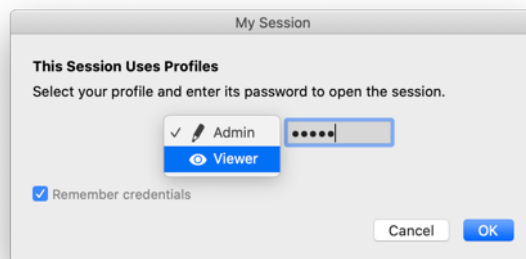 My Session
This Session Uses Profiles
Select your profile and enter its password to open the session.
Admin
Viewer
Remember credentials
Cancel
OK